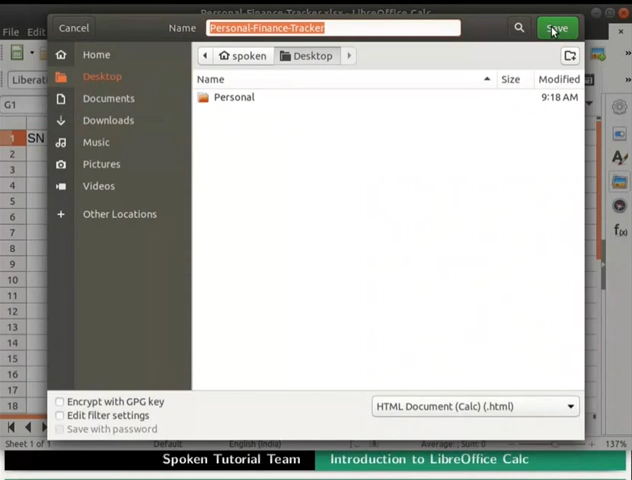 Personal-Finance-Tracker.xlsx - LibreOffice Calc
Cancel Name Personal-Finance-Tracker Save
File Edit
Home
spoken Desktop
Desktop
Name Size Modified
Personal 9:18 AM
Documents
Downloads
Music
Pictures
Videos
Other Locations
Liberati
G1
1 SN
2
3
4
5
6
7
8
9
10
11
12
13
14
15
16
17
18
Encrypt with GPG key
Edit filter settings
Save with password
HTML Document (Calc) (.html)
Sheet 1 of 1 Default English (India) Average: ; Sum: 0 137%
Spoken Tutorial Team Introduction to LibreOffice Calc